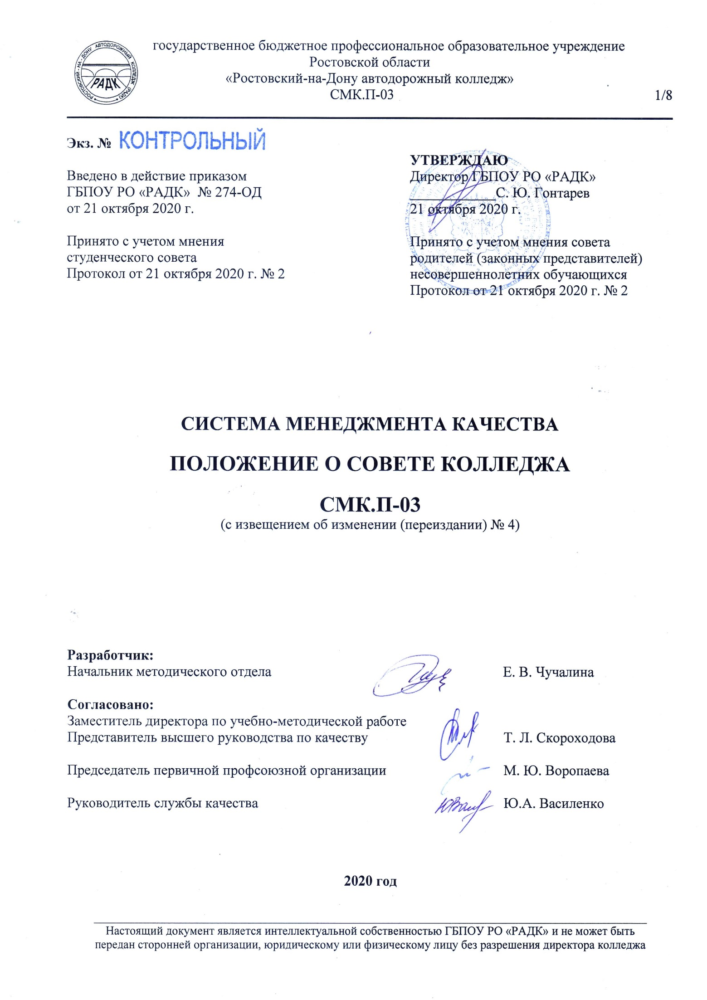 РОСТОВСКИЙ-НА-ДОНУ АВТОДОРОЖНЫЙ КОЛЛЕДЖ (РАДК)
РАДК
государственное бюджетное профессиональное образовательное учреждение
Ростовской области
«Ростовский-на-Дону автодорожный колледж»
СМК.П-03 1/8
Экз. № КОНТРОЛЬНЫЙ
Введено в действие приказом
ГБПОУ РО «РАДК» № 274-ОД
от 21 октября 2020 г.
Принято с учетом мнения
студенческого совета
Протокол от 21 октября 2020 г. № 2
УТВЕРЖДАЮ
Директор ГБПОУ РО «РАДК»
____________С. Ю. Гонтарев
21 октября 2020 г.
Принято с учетом мнения совета
родителей (законных представителей)
несовершеннолетних обучающихся
Протокол от 21 октября 2020 г. № 2
СИСТЕМА МЕНЕДЖМЕНТА КАЧЕСТВА
ПОЛОЖЕНИЕ О СОВЕТЕ КОЛЛЕДЖА
СМК.П-03
(с извещением об изменении (переиздании) № 4)
Разработчик:
Начальник методического отдела Е. В. Чучалина
Согласовано:
Заместитель директора по учебно-методической работе
Представитель высшего руководства по качеству Т. Л. Скороходова
Председатель первичной профсоюзной организации М. Ю. Воропаева
Руководитель службы качества Ю.А. Василенко
2020 год
Настоящий документ является интеллектуальной собственностью ГБПОУ РО «РАДК» и не может быть
передан сторонней организации, юридическому или физическому лицу без разрешения директора колледжа